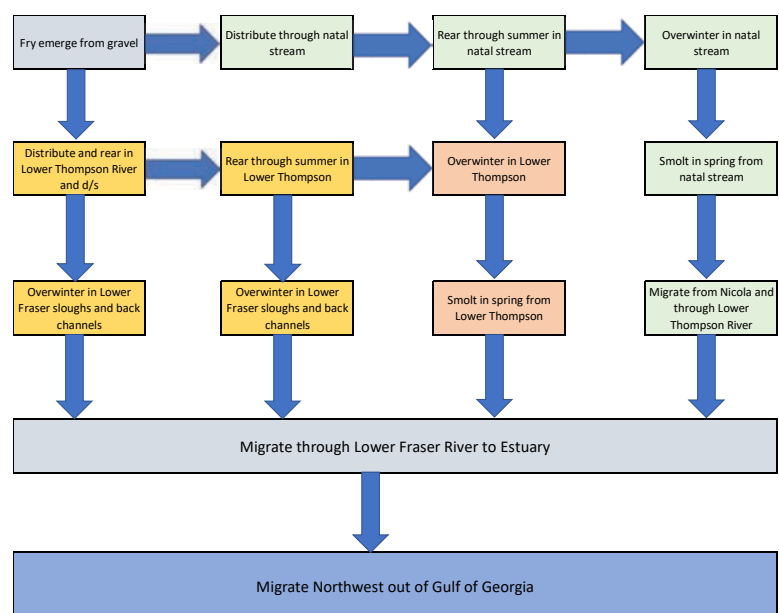 Fry emerge from gravel
Distribute through natal
stream
Rear through summer in
natal stream
Overwinter in natal
stream
Distribute and rear in
Lower Thompson River
and d/s
Rear through summer in
Lower Thompson
Overwinter in Lower
Thompson
Smolt in spring from
natal stream
Overwinter in Lower
Fraser sloughs and back
channels
Overwinter in Lower
Fraser sloughs and back
channels
Smolt in spring from
Lower Thompson
Migrate from Nicola and
through Lower
Thompson River
Migrate through Lower Fraser River to Estuary
Migrate Northwest out of Gulf of Georgia